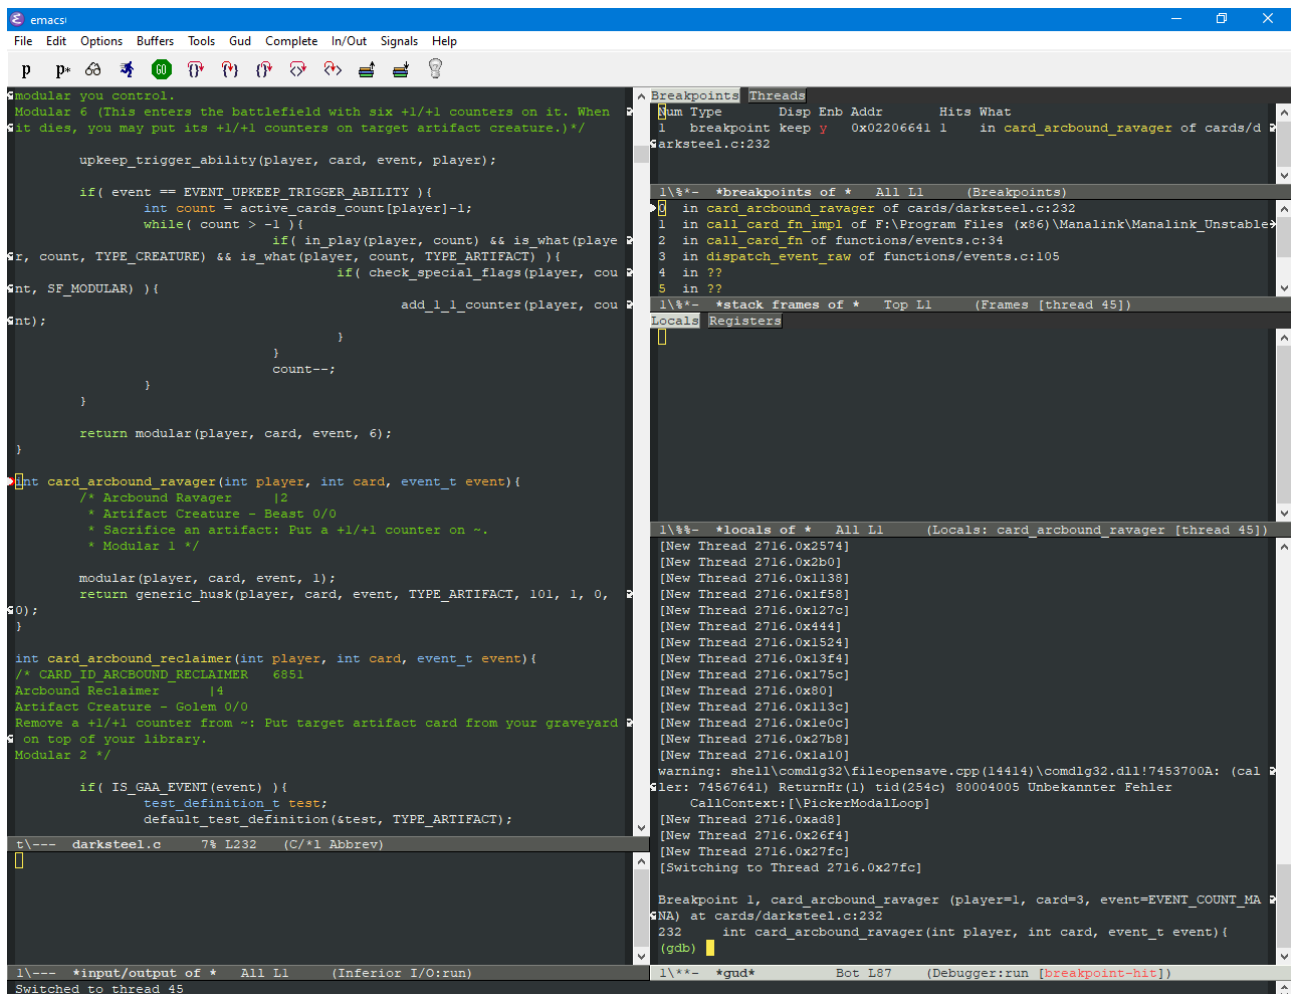 emacs
File Edit Options Buffers Tools Gud Complete In/Out Signals Help
p p* GO
modular you control.
Modular 6 (This enters the battlefield with six +1/+1 counters on it. When
it dies, you may put its +1/+1 counters on target artifact creature.)*/
upkeep_trigger_ability(player, card, event, player);
if( event == EVENT_UPKEEP_TRIGGER_ABILITY ){
int count = active_cards_count[player]-1;
while( count > -1 ){
if( in_play(player, count) && is_what(playe
r, count, TYPE_CREATURE) && is_what(player, count, TYPE_ARTIFACT) ){
if( check_special_flags(player, cou
nt, SF_MODULAR) ){
add_1_1_counter(player, cou
nt);
}
}
count--;
}
}
return modular(player, card, event, 6);
}
int card_arcbound_ravager(int player, int card, event_t event){
/* Arcbound Ravager |2
* Artifact Creature - Beast 0/0
* Sacrifice an artifact: Put a +1/+1 counter on ~.
* Modular 1 */
modular(player, card, event, 1);
return generic_husk(player, card, event, TYPE_ARTIFACT, 101, 1, 0,
0);
}
int card_arcbound_reclaimer(int player, int card, event_t event){
/* CARD_ID_ARCBOUND_RECLAIMER 6851
Arcbound Reclaimer |4
Artifact Creature - Golem 0/0
Remove a +1/+1 counter from ~: Put target artifact card from your graveyard
on top of your library.
Modular 2 */
if( IS_GAA_EVENT(event) ){
test_definition_t test;
default_test_definition(&test, TYPE_ARTIFACT);
t\--- darksteel.c 7% L232 (C/*l Abbrev)
1\--- *input/output of * All L1 (Inferior I/O:run)
Switched to thread 45
Breakpoints Threads
Num Type Disp Enb Addr Hits What
1 breakpoint keep y 0x02206641 1 in card_arcbound_ravager of cards/d
arksteel.c:232
1\%*- *breakpoints of * All L1 (Breakpoints)
0 in card_arcbound_ravager of cards/darksteel.c:232
1 in call_card_fn_impl of F:\Program Files (x86)\Manalink\Manalink_Unstable
2 in call_card_fn of functions/events.c:34
3 in dispatch_event_raw of functions/events.c:105
4 in ??
5 in ??
1\%*- *stack frames of * Top L1 (Frames [thread 45])
Locals Registers
1\%%- *locals of * All L1 (Locals: card_arcbound_ravager [thread 45])
[New Thread 2716.0x2574]
[New Thread 2716.0x2b0]
[New Thread 2716.0x1138]
[New Thread 2716.0x1f58]
[New Thread 2716.0x127c]
[New Thread 2716.0x444]
[New Thread 2716.0x1524]
[New Thread 2716.0x13f4]
[New Thread 2716.0x175c]
[New Thread 2716.0x80]
[New Thread 2716.0x113c]
[New Thread 2716.0x1e0c]
[New Thread 2716.0x27b8]
[New Thread 2716.0x1a10]
warning: shell\comdlg32\fileopensave.cpp(14414)\comdlg32.dll!7453700A: (cal
ler: 74567641) ReturnHr(1) tid(254c) 80004005 Unbekannter Fehler
CallContext:[\PickerModalLoop]
[New Thread 2716.0xad8]
[New Thread 2716.0x26f4]
[New Thread 2716.0x27fc]
[Switching to Thread 2716.0x27fc]
Breakpoint 1, card_arcbound_ravager (player=1, card=3, event=EVENT_COUNT_MA
NA) at cards/darksteel.c:232
232 int card_arcbound_ravager(int player, int card, event_t event){
(gdb)
1\**- *gud* Bot L87 (Debugger:run [breakpoint-hit])